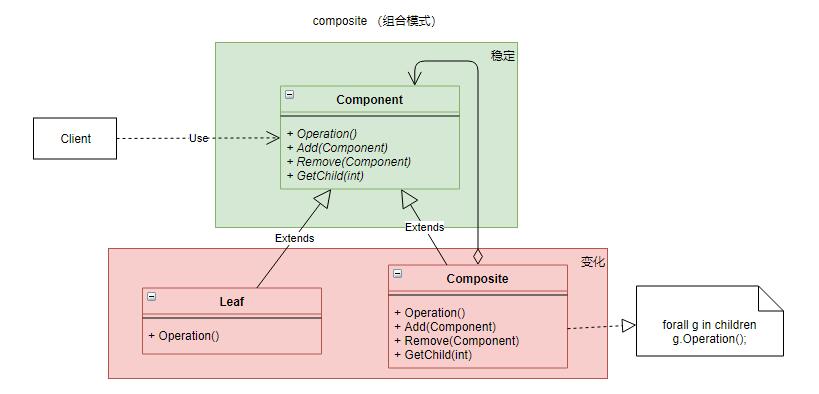 composite （组合模式）
稳定
Component
+ Operation()
+ Add(Component)
+ Remove(Component)
+ GetChild(int)
Client
Use
Extends
Extends
变化
Leaf
+ Operation()
Composite
+ Operation()
+ Add(Component)
+ Remove(Component)
+ GetChild(int)
forall g in children
g.Operation();